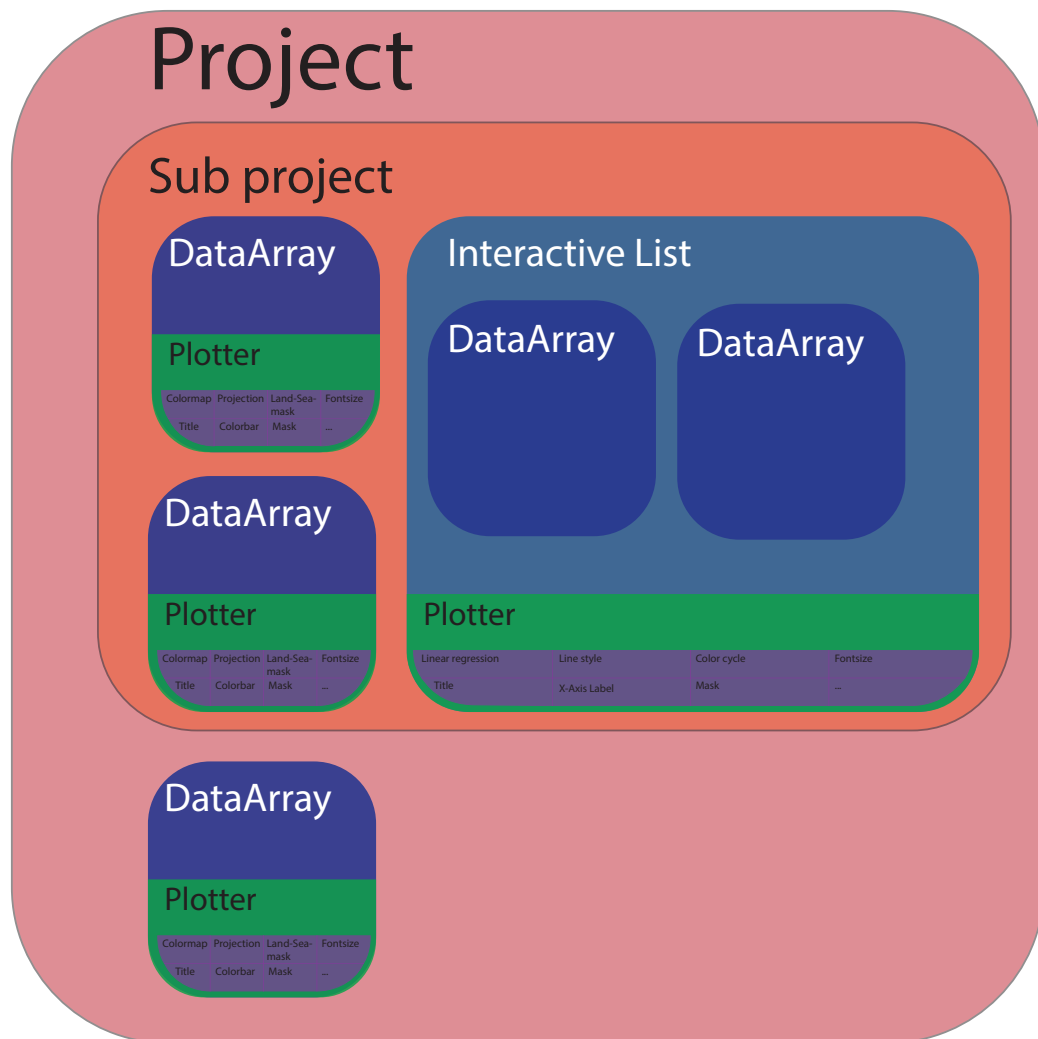 Project
Sub project
DataArray
Plotter
Colormap Projection Land-Sea- Fontsize
mask
Title Colorbar Mask ...
DataArray
Plotter
Colormap Projection Land-Sea- Fontsize
mask
Title Colorbar Mask ...
Interactive List
DataArray
DataArray
Plotter
Linear regression Line style Color cycle Fontsize
Title X-Axis Label Mask ...
DataArray
Plotter
Colormap Projection Land-Sea- Fontsize
mask
Title Colorbar Mask ...